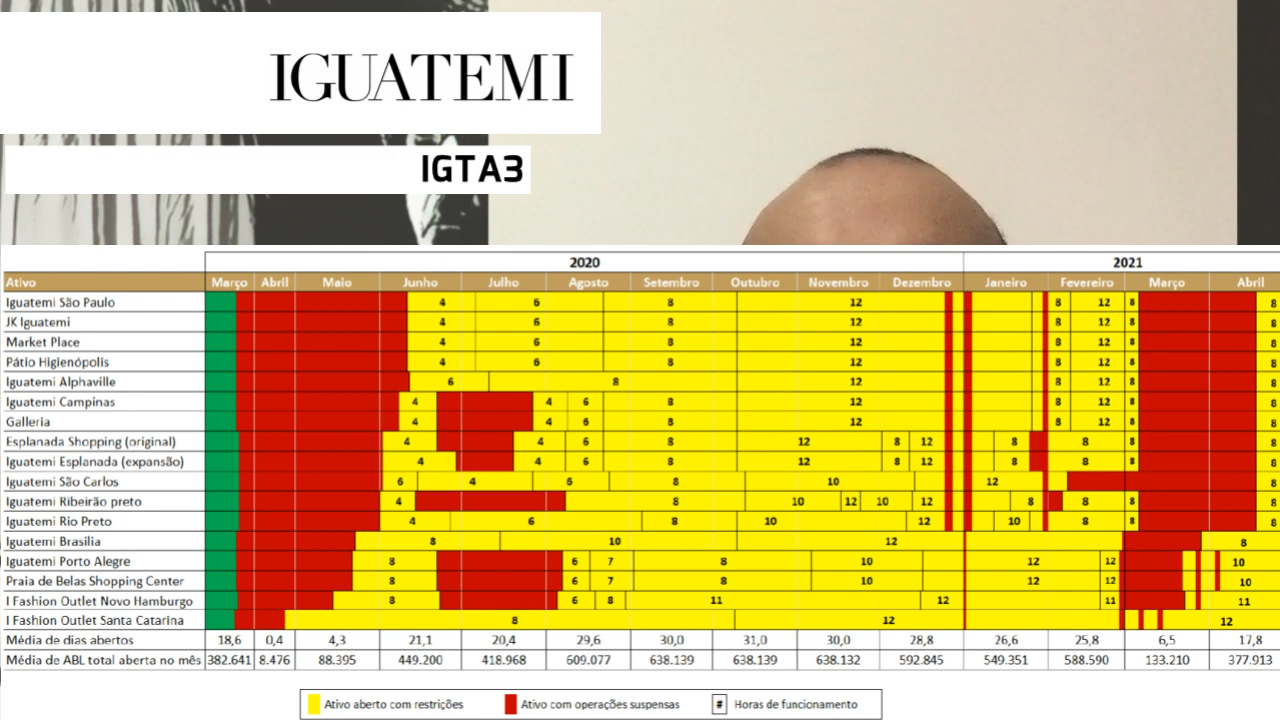 IGUATEMI
IGTA3
2020 2021
Ativo Março Abril Maio Junho Julho Agosto Setembro Outubro Novembro Dezembro Janeiro Fevereiro Março Abril
Iguatemi São Paulo 4 6 8 12 8 12 8 8
JK Iguatemi 4 6 8 12 8 12 8 8
Market Place 4 6 8 12 8 12 8 8
Pátio Higienópolis 4 6 8 12 8 12 8 8
Iguatemi Alphaville 6 8 12 8 12 8 8
Iguatemi Campinas 4 4 6 8 12 8 12 8 8
Galleria 4 4 6 8 12 8 12 8 8
Esplanada Shopping (original) 4 4 6 8 12 8 12 8 8 8 8
Iguatemi Esplanada (expansão) 4 4 6 8 12 8 12 8 8 8 8
Iguatemi São Carlos 6 4 6 8 10 12 8
Iguatemi Ribeirão preto 4 8 10 12 10 12 8 8 8 8
Iguatemi Rio Preto 4 6 8 10 12 10 8 8 8
Iguatemi Brasilia 8 10 12 8
Iguatemi Porto Alegre 8 6 7 8 10 12 12 10
Praia de Belas Shopping Center 8 6 7 8 10 12 12 10
I Fashion Outlet Novo Hamburgo 8 6 8 11 12 11 11
I Fashion Outlet Santa Catarina 8 12 12
Média de dias abertos 18,6 0,4 4,3 21,1 20,4 29,6 30,0 31,0 30,0 28,8 26,6 25,8 6,5 17,8
Média de ABL total aberta no mês 382.641 8.476 88.395 449.200 418.968 609.077 638.139 638.139 638.132 592.845 549.351 588.590 133.210 377.913
Ativo aberto com restrições Ativo com operações suspensas # Horas de funcionamento